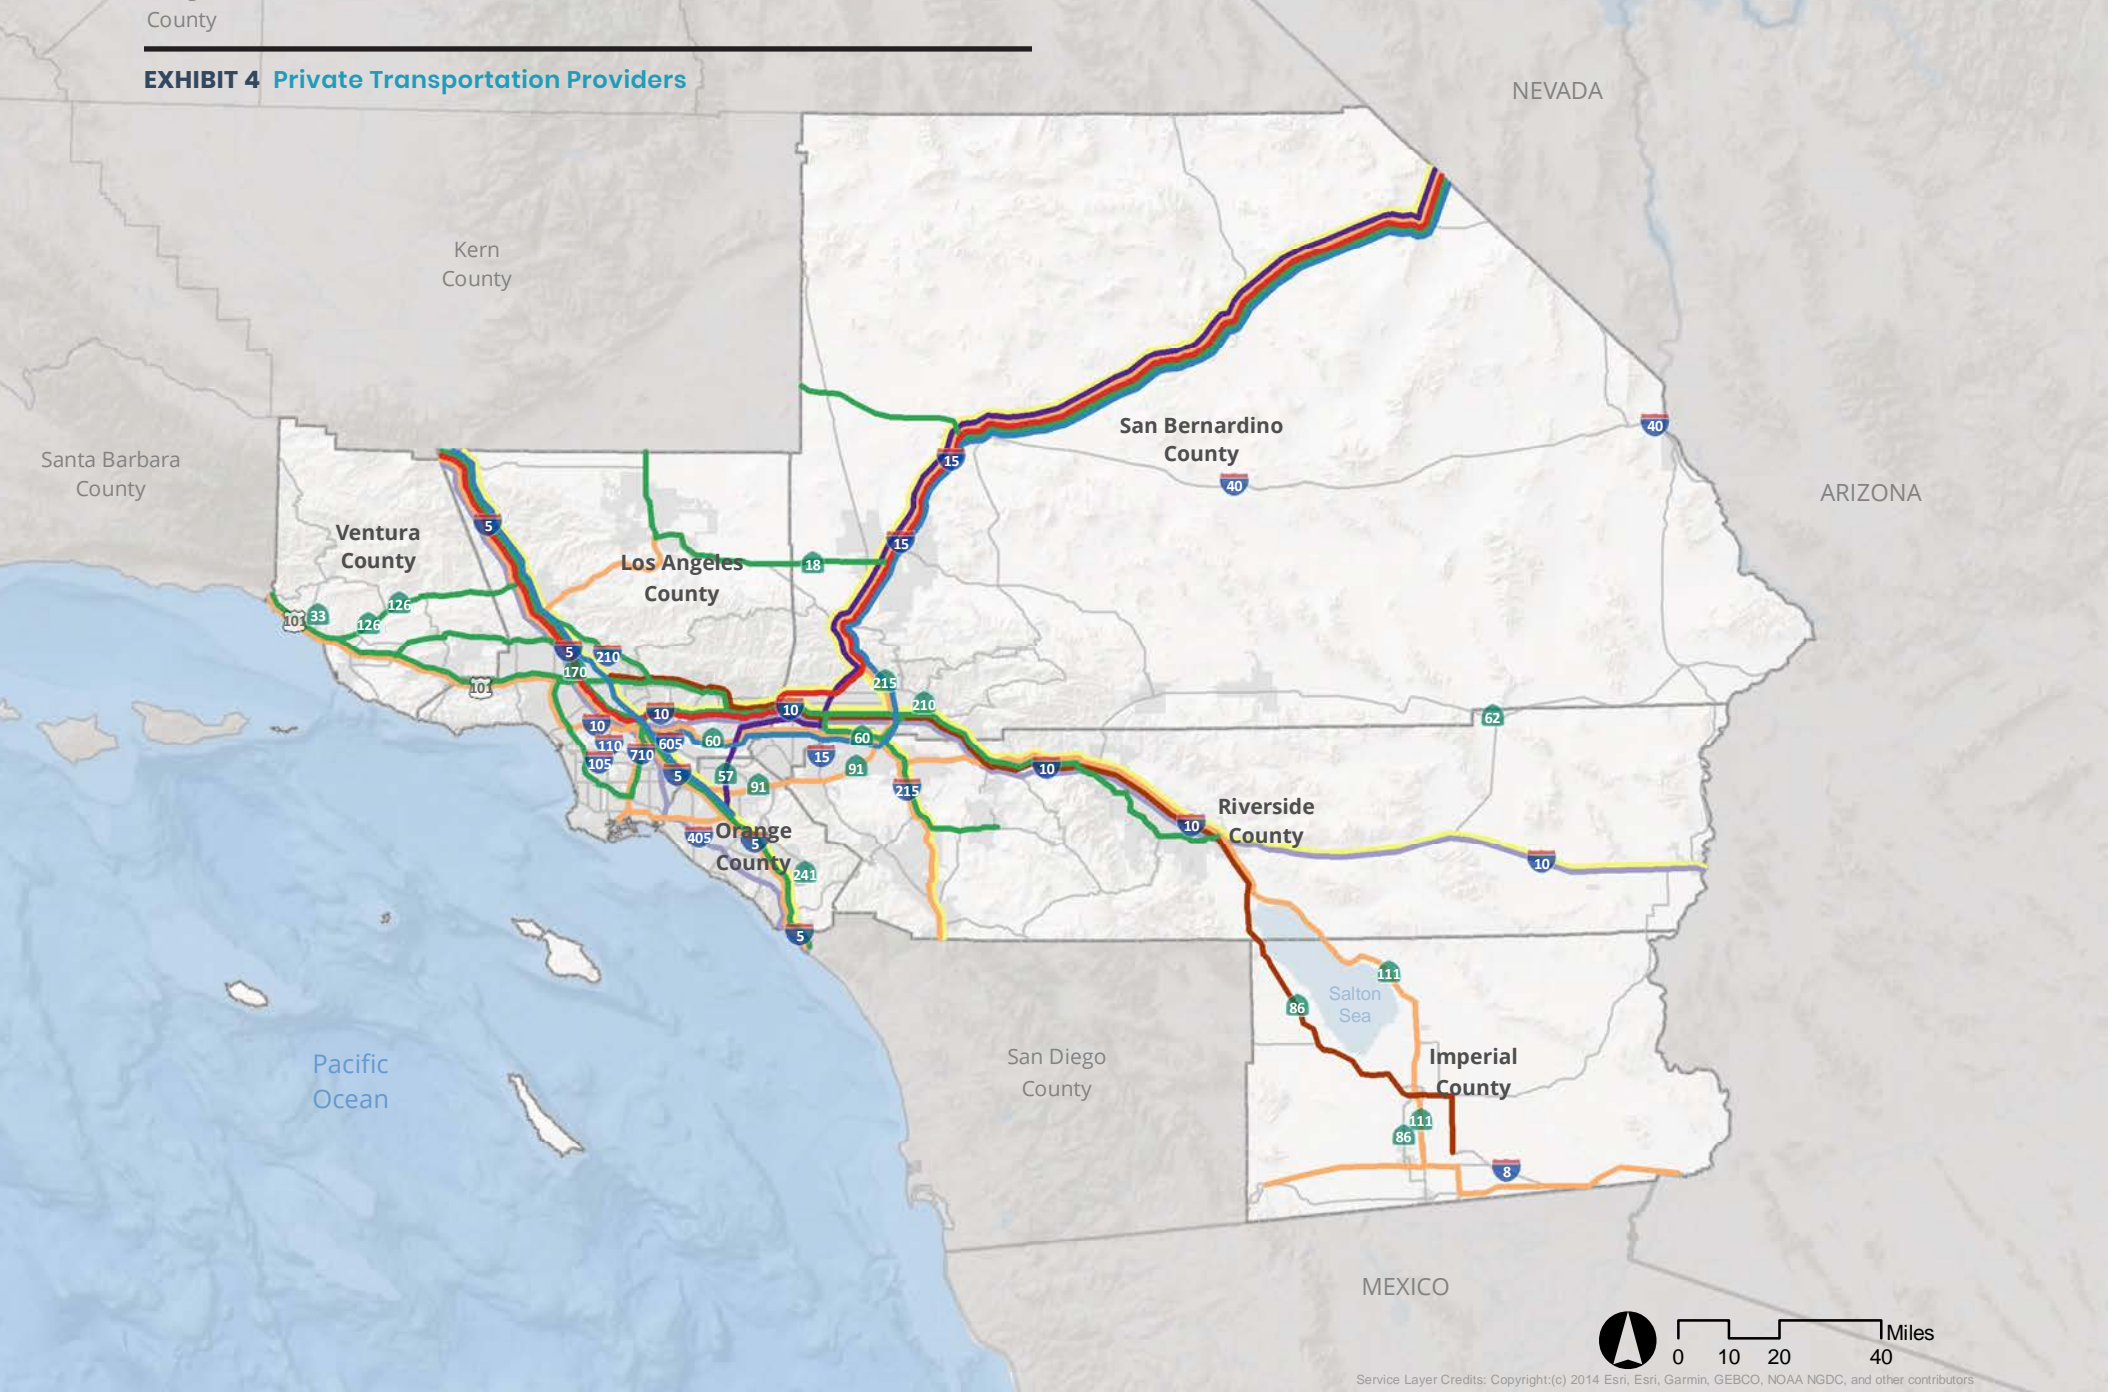 County
EXHIBIT 4 Private Transportation Providers
NEVADA
Kern
County
San Bernardino
County
40
15
40
Santa Barbara
County
ARIZONA
5
Ventura
County
15
Los Angeles
County
18
126
33
101
126
5
210
170
215
101
210
10
10
10
62
110
605
60
60
105
710
15
91
10
5
57
91
215
Riverside
County
10
405
Orange
County
5
10
241
5
111
86
Salton
Sea
Pacific
Ocean
San Diego
County
Imperial
County
111
86
8
MEXICO
Miles
0 10 20 40
Service Layer Credits: Copyright:(c) 2014 Esri, Esri, Garmin, GEBCO, NOAA NGDC, and other contributors